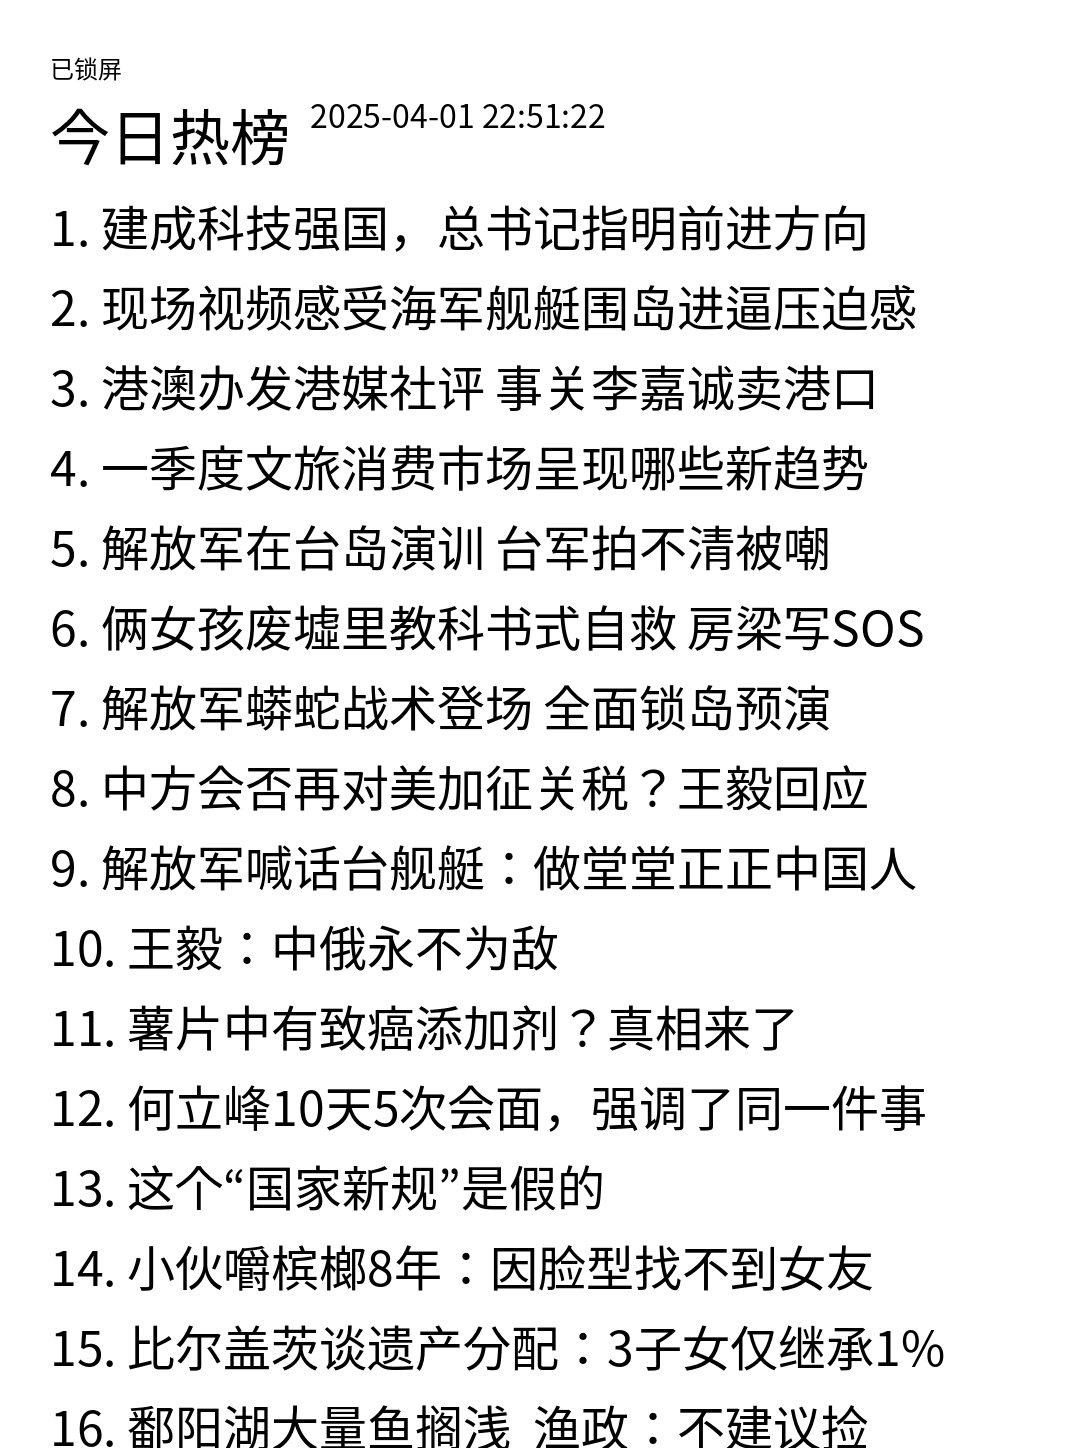 已锁屏
今日热榜 2025-04-01 22:51:22
1. 建成科技强国，总书记指明前进方向
2. 现场视频感受海军舰艇围岛进逼压迫感
3. 港澳办发港媒社评 事关李嘉诚卖港口
4. 一季度文旅消费市场呈现哪些新趋势
5. 解放军在台岛演训 台军拍不清被嘲
6. 俩女孩废墟里教科书式自救 房梁写SOS
7. 解放军蟒蛇战术登场 全面锁岛预演
8. 中方会否再对美加征关税？王毅回应
9. 解放军喊话台舰艇：做堂堂正正中国人
10. 王毅：中俄永不为敌
11. 薯片中有致癌添加剂？真相来了
12. 何立峰10天5次会面，强调了同一件事
13. 这个“国家新规”是假的
14. 小伙嚼槟榔8年：因脸型找不到女友
15. 比尔盖茨谈遗产分配：3子女仅继承1%
16. 鄱阳湖大量鱼搁浅 渔政：不建议捡